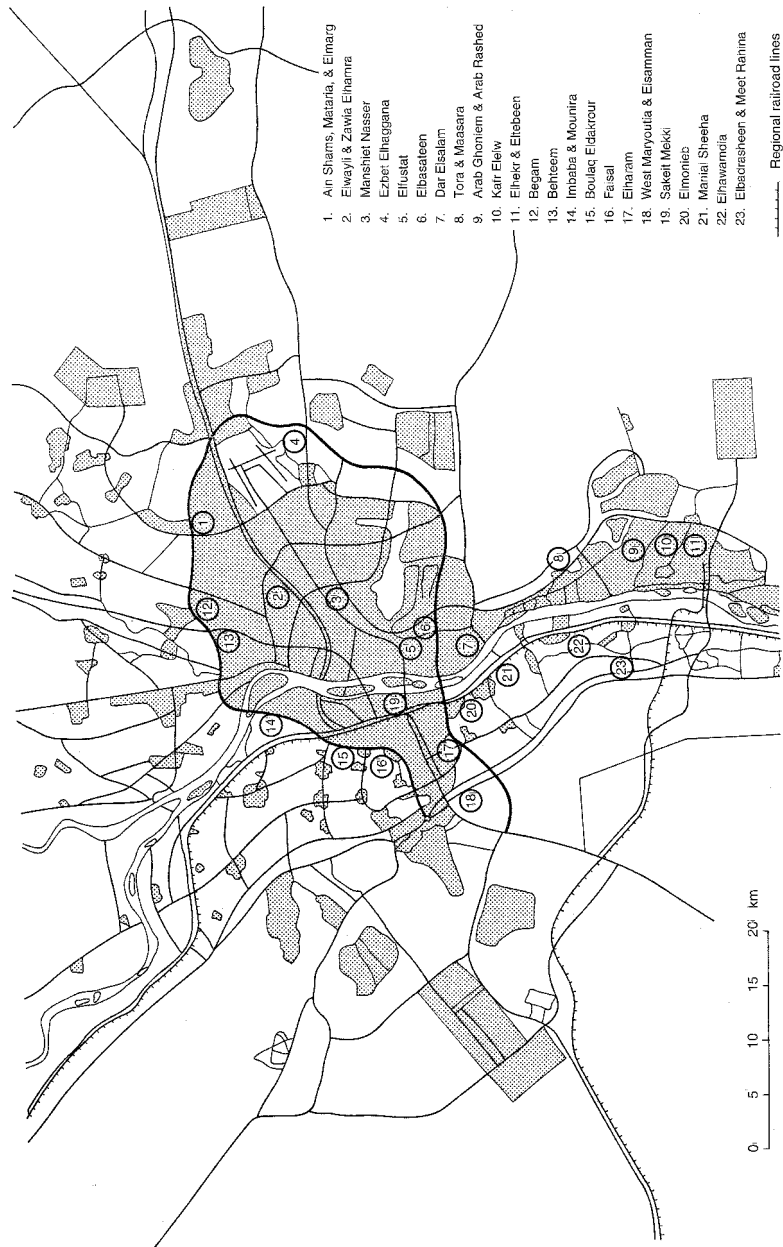 1. Ain Shams, Mataria, & Elmarg
2. Elwayli & Zawia Elhamra
3. Manshiet Nasser
4. Ezbet Elhaggana
5. Elfustat
6. Elbasateen
7. Dar Elsalam
8. Tora & Maasara
9. Arab Ghoniem & Arab Rashed
10. Kafr Elelw
11. Elhekr & Eltebeen
12. Begam
13. Behteem
14. Imbaba & Mounira
15. Boulaq Eldakrour
16. Faisal
17. Elharam
18. West Maryoutia & Elsamman
19. Sakeit Mekki
20. Elmonieb
21. Manial Sheeha
22. Elhawamdia
23. Elbadrasheen & Meet Rahina
Regional railroad lines
1
12
13
2
4
3
14
15
16
19
5
6
17
18
20
7
21
8
22
23
9
10
11
0 5 10 15 20 km